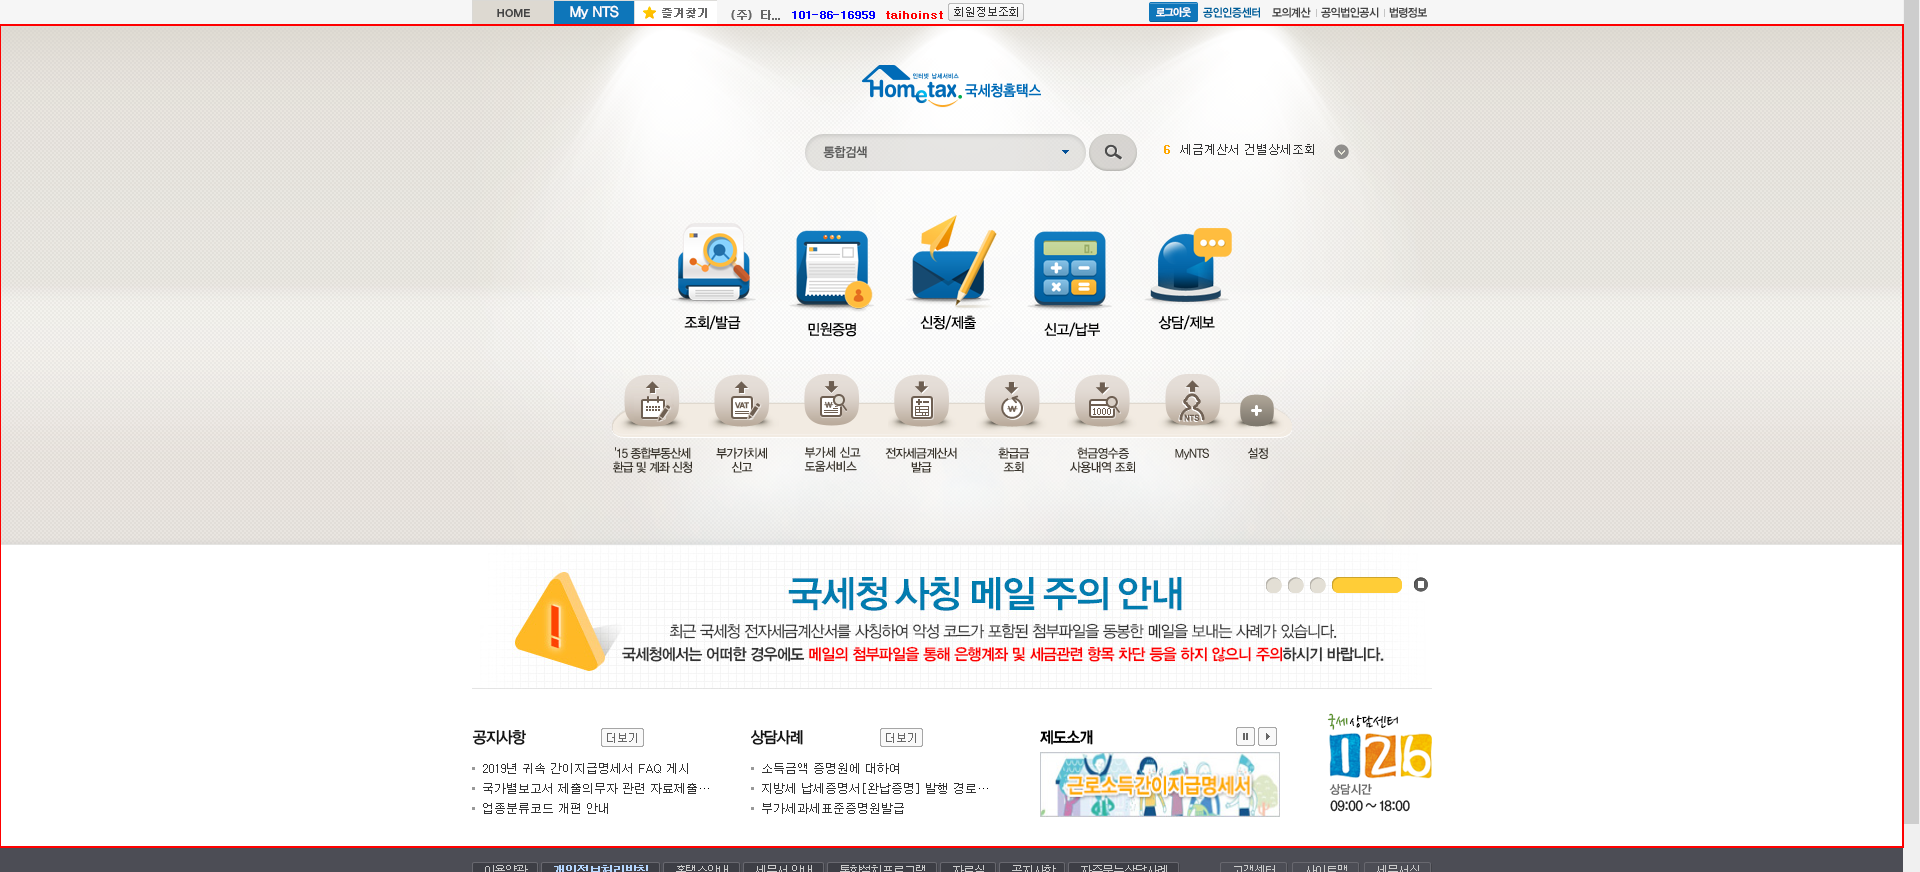 HOME
My NTS
즐겨찾기
(주) 타...
101-86-16959
taihoinst
회원정보조회
로그아웃
공인인증센터
모의계산
공익법인공시
법령정보
인터넷 납세서비스
Hometax. 국세청홈택스
통합검색
6 세금계산서 건별상세조회
조회/발급
민원증명
신청/제출
신고/납부
상담/제보
VAT
1000
NTS
'15 종합부동산세
환급 및 계좌 신청
부가가치세
신고
부가세 신고
도움서비스
전자세금계산서
발급
환급금
조회
현금영수증
사용내역 조회
MyNTS
설정
국세청 사칭 메일 주의 안내
최근 국세청 전자세금계산서를 사칭하여 악성 코드가 포함된 첨부파일을 동봉한 메일을 보내는 사례가 있습니다.
국세청에서는 어떠한 경우에도 메일의 첨부파일을 통해 은행계좌 및 세금관련 항목 차단 등을 하지 않으니 주의하시기 바랍니다.
공지사항
더보기
2019년 귀속 간이지급명세서 FAQ 게시
국가별보고서 제출의무자 관련 자료제출…
업종분류코드 개편 안내
상담사례
더보기
소득금액 증명원에 대하여
지방세 납세증명서[완납증명] 발행 경로…
부가세과세표준증명원발급
제도소개
근로소득간이지급명세서
국세상담센터
126
상담시간
09:00 ~ 18:00
이용약관
개인정보처리방침
홈택스안내
세무서 안내
통합설치프로그램
자료실
공지사항
자주묻는상담사례
고객센터
사이트맵
세무서식